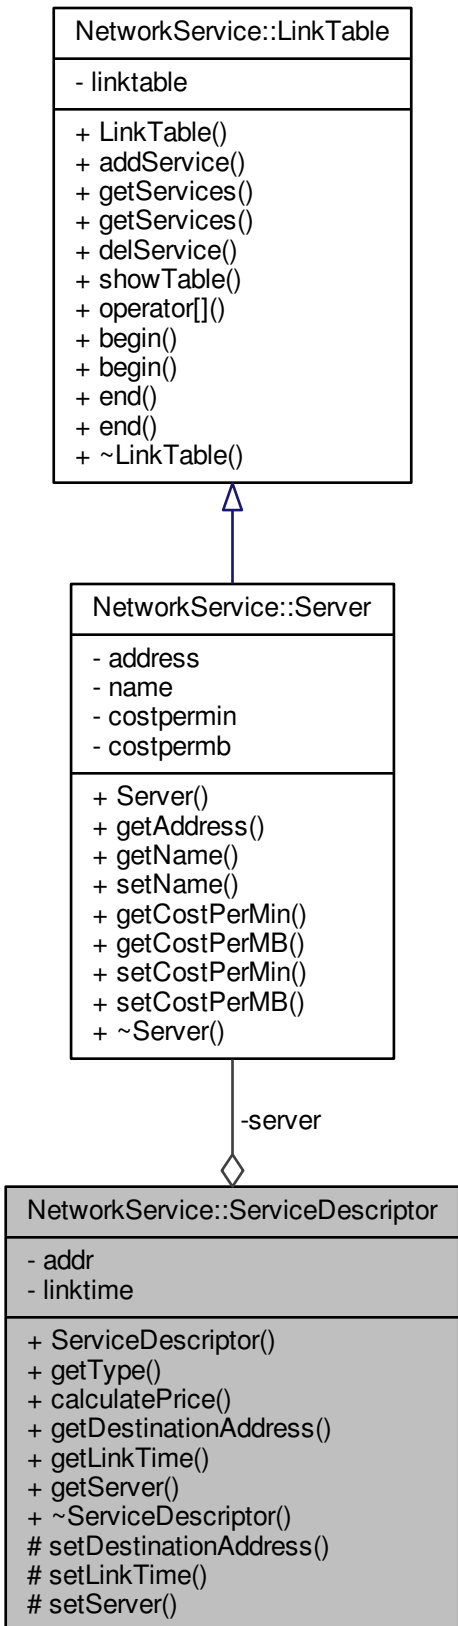 NetworkService::LinkTable
- linktable
+ LinkTable()
+ addService()
+ getServices()
+ getServices()
+ delService()
+ showTable()
+ operator[]()
+ begin()
+ begin()
+ end()
+ end()
+ ~LinkTable()
NetworkService::Server
- address
- name
- costpermin
- costpermb
+ Server()
+ getAddress()
+ getName()
+ setName()
+ getCostPerMin()
+ getCostPerMB()
+ setCostPerMin()
+ setCostPerMB()
+ ~Server()
-server
NetworkService::ServiceDescriptor
- addr
- linktime
+ ServiceDescriptor()
+ getType()
+ calculatePrice()
+ getDestinationAddress()
+ getLinkTime()
+ getServer()
+ ~ServiceDescriptor()
# setDestinationAddress()
# setLinkTime()
# setServer()